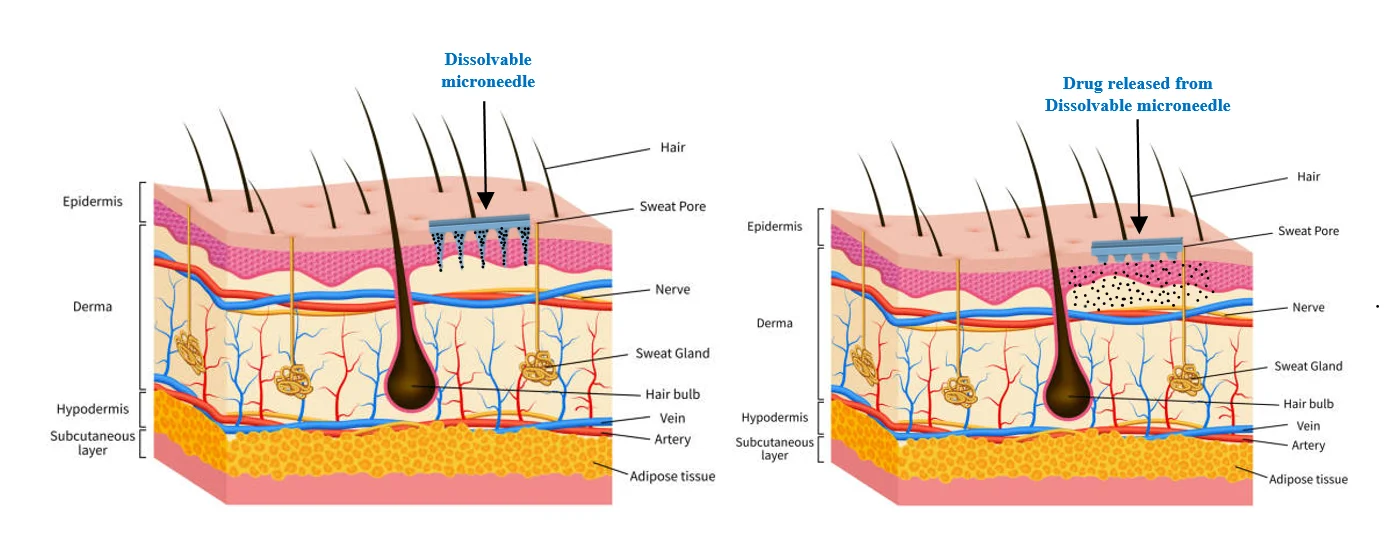 Dissolvable
microneedle
Hair
Epidermis
Sweat Pore
Nerve
Derma
Sweat Gland
Hair bulb
Hypodermis
Vein
Subcutaneous
layer
Artery
Adipose tissue
Drug released from
Dissolvable microneedle
Hair
Epidermis
Sweat Pore
Nerve
Derma
Sweat Gland
Hair bulb
Hypodermis
Vein
Subcutaneous
layer
Artery
Adipose tissue